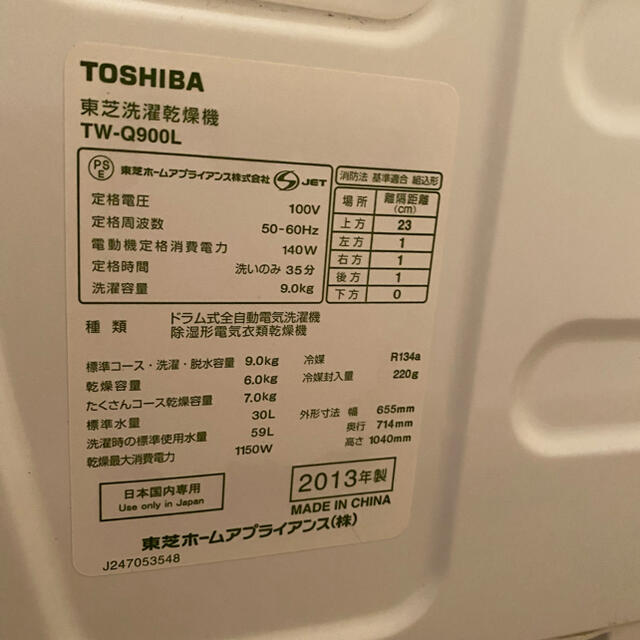 TOSHIBA
東芝洗濯乾燥機
TW-Q900L
PS E 東芝ホームアプライアンス株式会社 S JET
定格電圧 100V
定格周波数 50-60Hz
電動機定格消費電力 140W
定格時間 洗いのみ 35分
洗濯容量 9.0kg
消防法 基準適合 組込形
場所 離隔距離(cm)
上方 23
左方 1
右方 1
後方 1
下方 0
種類 ドラム式全自動電気洗濯機
除湿形電気衣類乾燥機
標準コース・洗濯・脱水容量 9.0kg
乾燥容量 6.0kg
たくさんコース乾燥容量 7.0kg
標準水量 30L
洗濯時の標準使用水量 59L
乾燥最大消費電力 1150W
冷媒 R134a
冷媒封入量 220g
外形寸法 幅 655mm
奥行 714mm
高さ 1040mm
日本国内専用
Use only in Japan
2013年製
MADE IN CHINA
東芝ホームアプライアンス(株)
J247053548